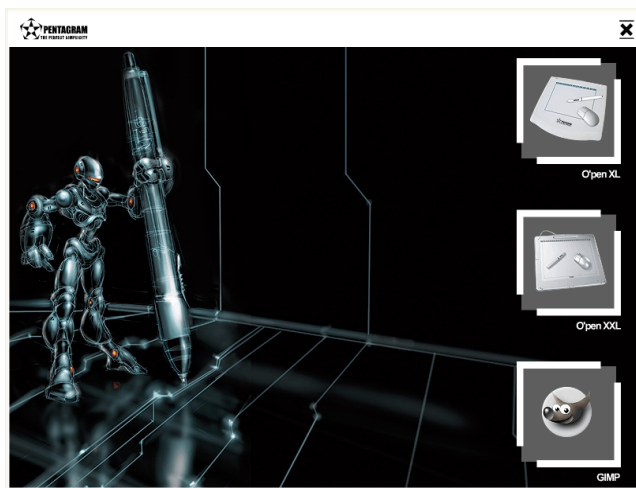 PENTAGRAM
THE PERFECT SIMPLICITY
O'pen XL
O'pen XXL
GIMP